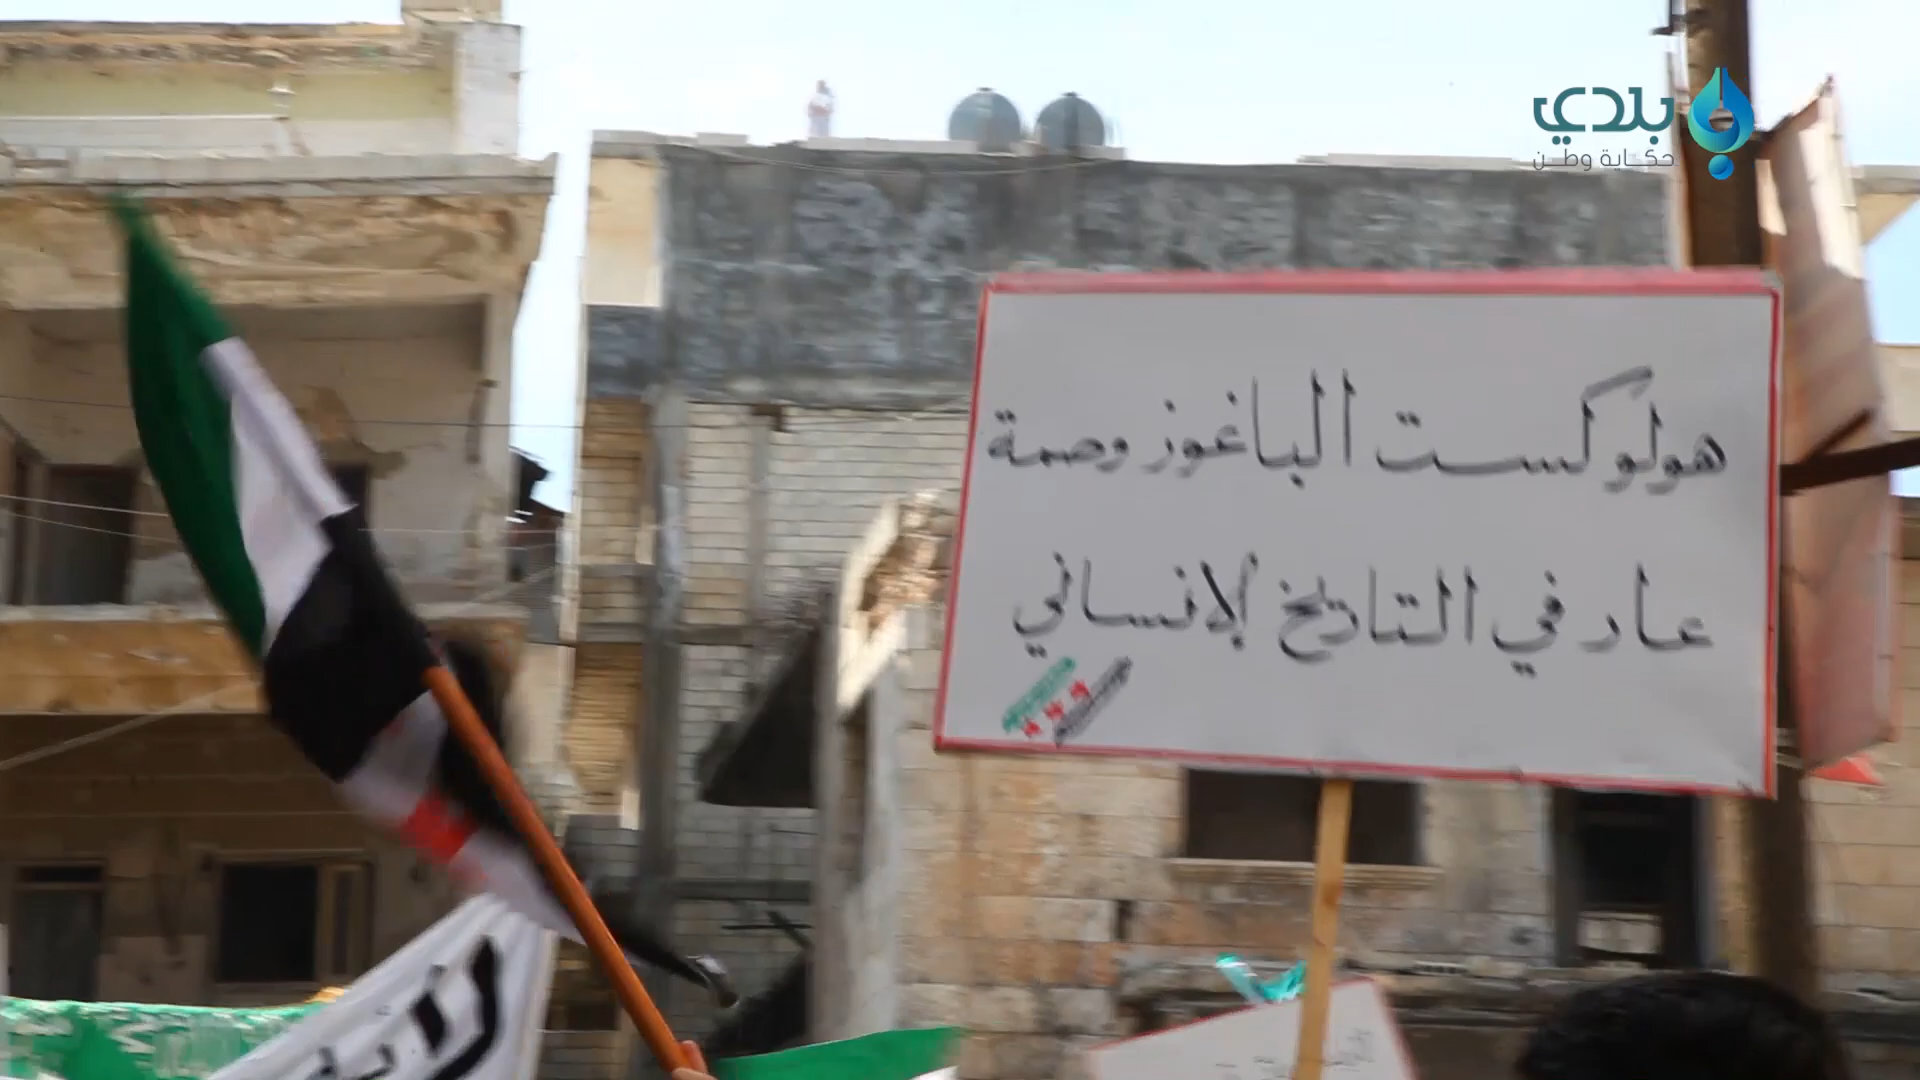 بلدي
حكاية وطن
هولوكست الباغوز وصمة
عار في التاريخ الإنساني